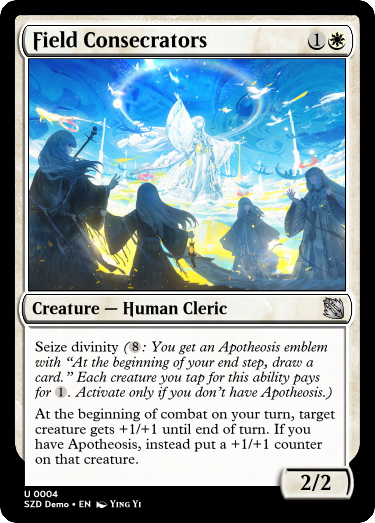 Field Consecrators 1
Creature — Human Cleric
Seize divinity (8: You get an Apotheosis emblem
with “At the beginning of your end step, draw a
card.” Each creature you tap for this ability pays
for 1. Activate only if you don’t have Apotheosis.)
At the beginning of combat on your turn, target
creature gets +1/+1 until end of turn. If you
have Apotheosis, instead put a +1/+1 counter
on that creature.
2/2
U 0004
SZD Demo • EN Ying Yi